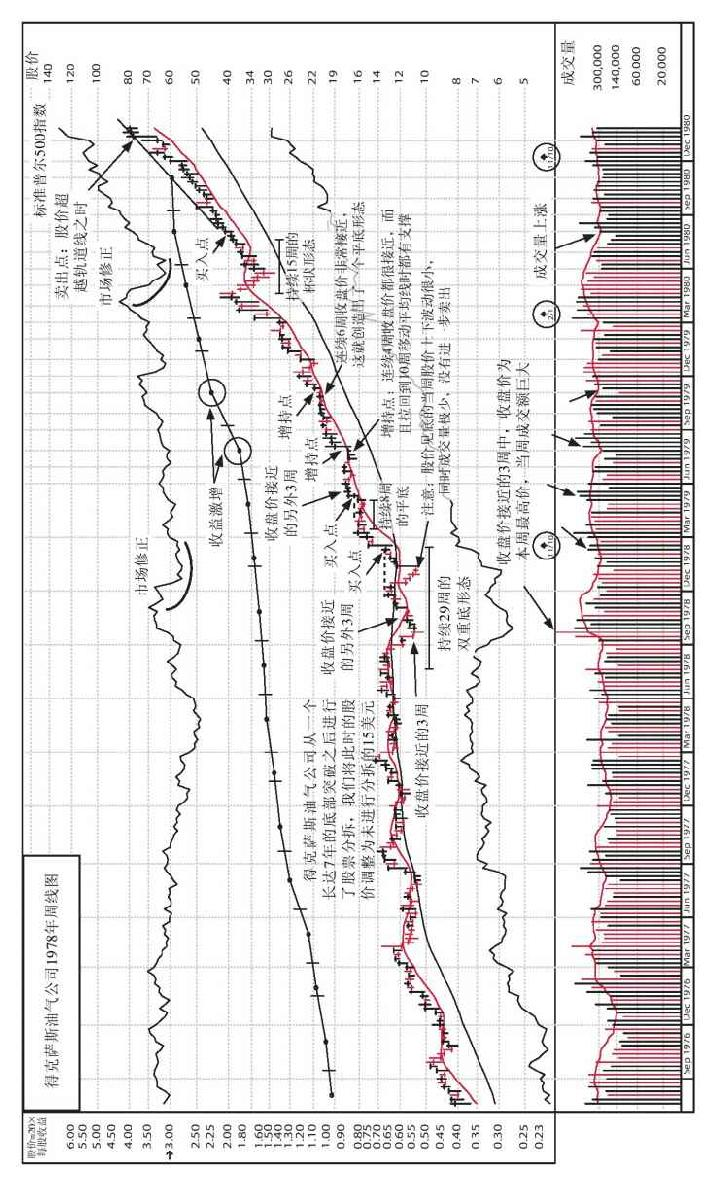 得克萨斯油气公司1978年周线图
股价=20×
每股收益
6.00
5.50
5.00
4.50
4.00
3.50
3.00
2.50
2.25
2.00
1.80
1.60
1.50
1.40
1.30
1.20
1.10
1.00
0.90
0.80
0.75
0.70
0.65
0.60
0.55
0.50
0.45
0.40
0.35
0.30
0.25
0.23
股价
140
120
100
80
70
60
50
40
34
30
26
22
19
16
14
12
10
8
7
6
5
标准普尔500指数
卖出点：股价超
越轨道线之时
市场修正
市场修正
收益激增
买入点
持续15周的
杯状形态
连续6周收盘价非常接近，
这就创造出了一个平底形态
增持点
增持点
增持点：连续4周收盘价都很接近，而
且拉回到10周移动平均线时都有支撑
收盘价接近
的另外3周
买入点
买入点
持续8周
的平底
注意：股价见底的当周股价上下波动很小，
同时成交量极少，没有进一步卖出
收盘价接近
的另外3周
持续29周的
双重底形态
收盘价接近的3周
得克萨斯油气公司从一个
长达7年的底部突破之后进行
了股票分拆，我们将此时的股
价调整为未进行分拆的15美元
收盘价接近的3周中，收盘价为
本周最高价，当周成交额巨大
成交量上涨
成交量
300,000
140,000
60,000
20,000
11/10
2/1
11/10
Sep 1976
Dec 1976
Mar 1977
Jun 1977
Sep 1977
Dec 1977
Mar 1978
Jun 1978
Sep 1978
Dec 1978
Mar 1979
Jun 1979
Sep 1979
Dec 1979
Mar 1980
Jun 1980
Sep 1980
Dec 1980